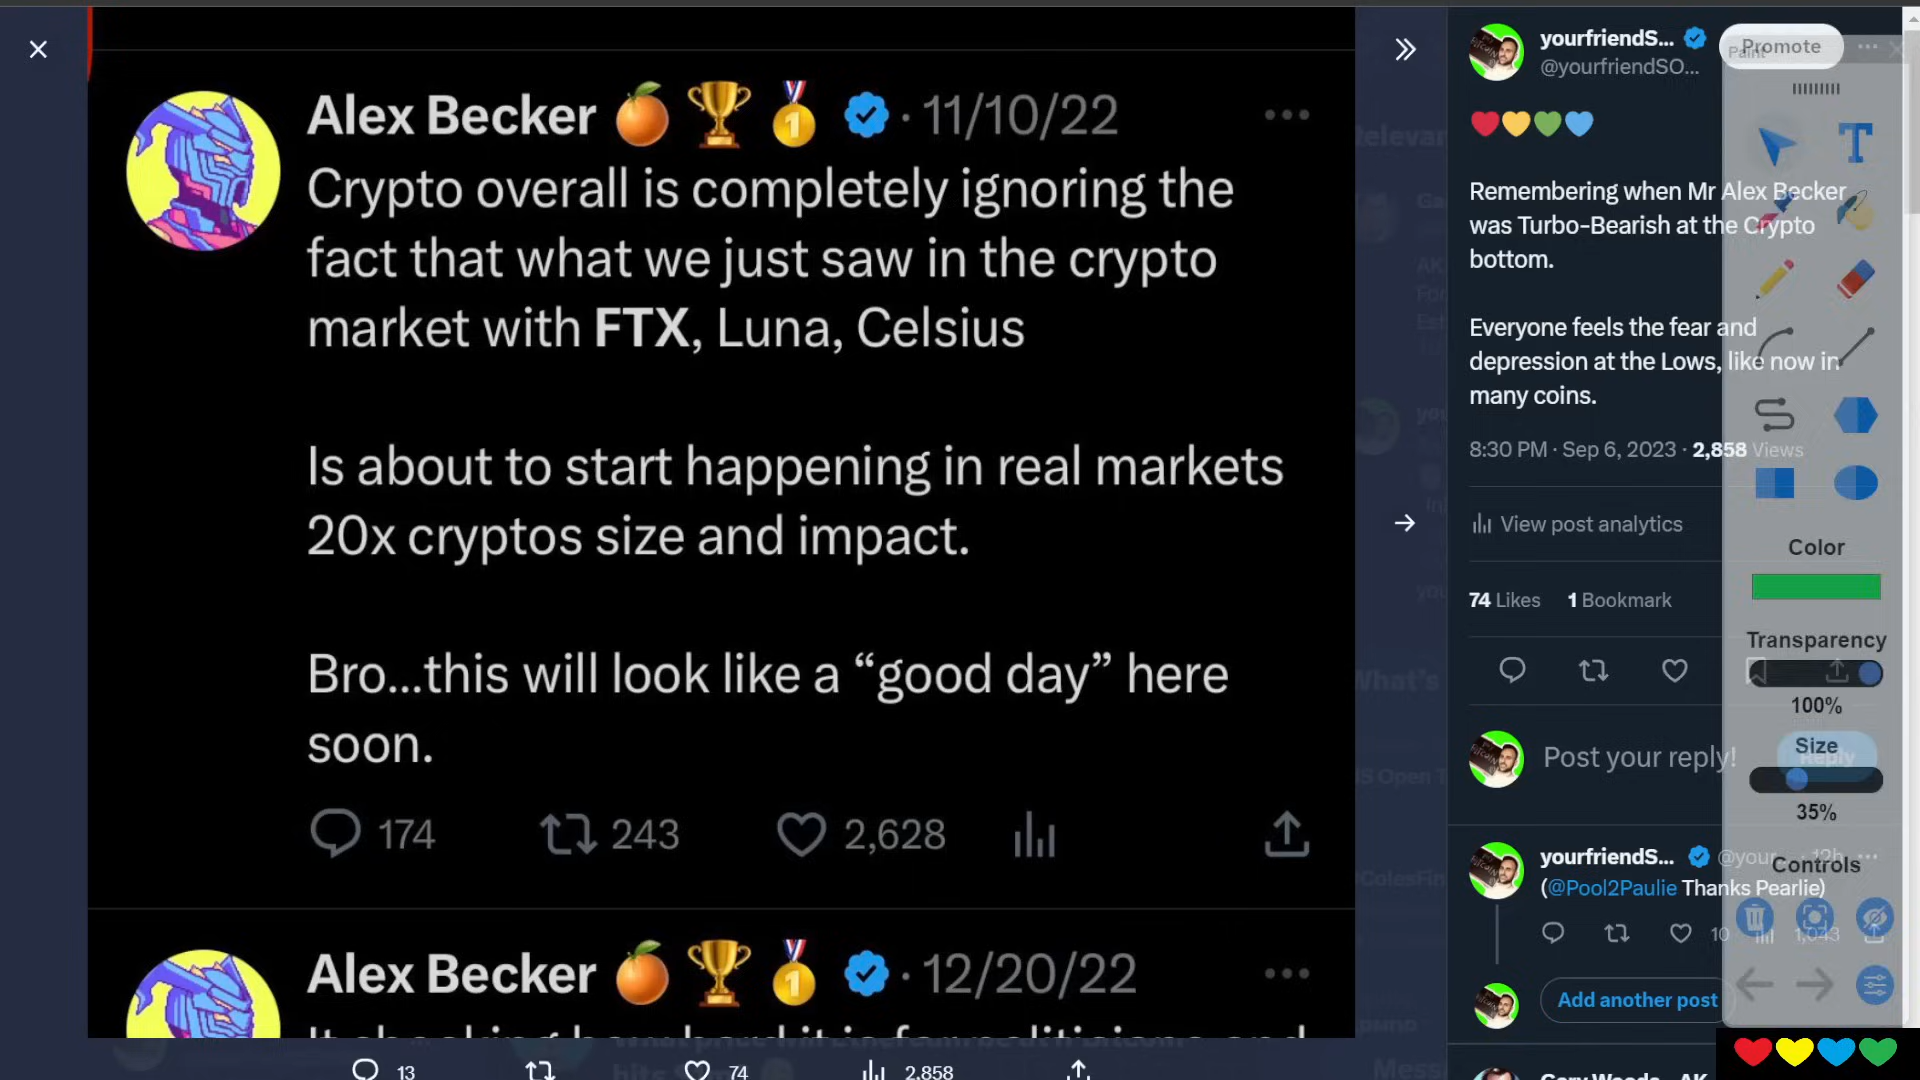 Alex Becker 🍊 🏆 🥇 · 11/10/22
Crypto overall is completely ignoring the
fact that what we just saw in the crypto
market with FTX, Luna, Celsius
Is about to start happening in real markets
20x cryptos size and impact.
Bro...this will look like a “good day” here
soon.
174 243 2,628
Alex Becker 🍊 🏆 🥇 · 12/20/22
13 74 2,858
yourfriendS...
@yourfriendSO...
Promote
❤️💛💚💙
Remembering when Mr Alex Becker
was Turbo-Bearish at the Crypto
bottom.
Everyone feels the fear and
depression at the Lows, like now in
many coins.
8:30 PM · Sep 6, 2023 · 2,858 Views
View post analytics
74 Likes 1 Bookmark
Post your reply!
Reply
yourfriendS... @your... · 12h
(@Pool2Paulie Thanks Pearlie)
10 1,043
Add another post
Paint
T
Color
Transparency
100%
Size
35%
Controls